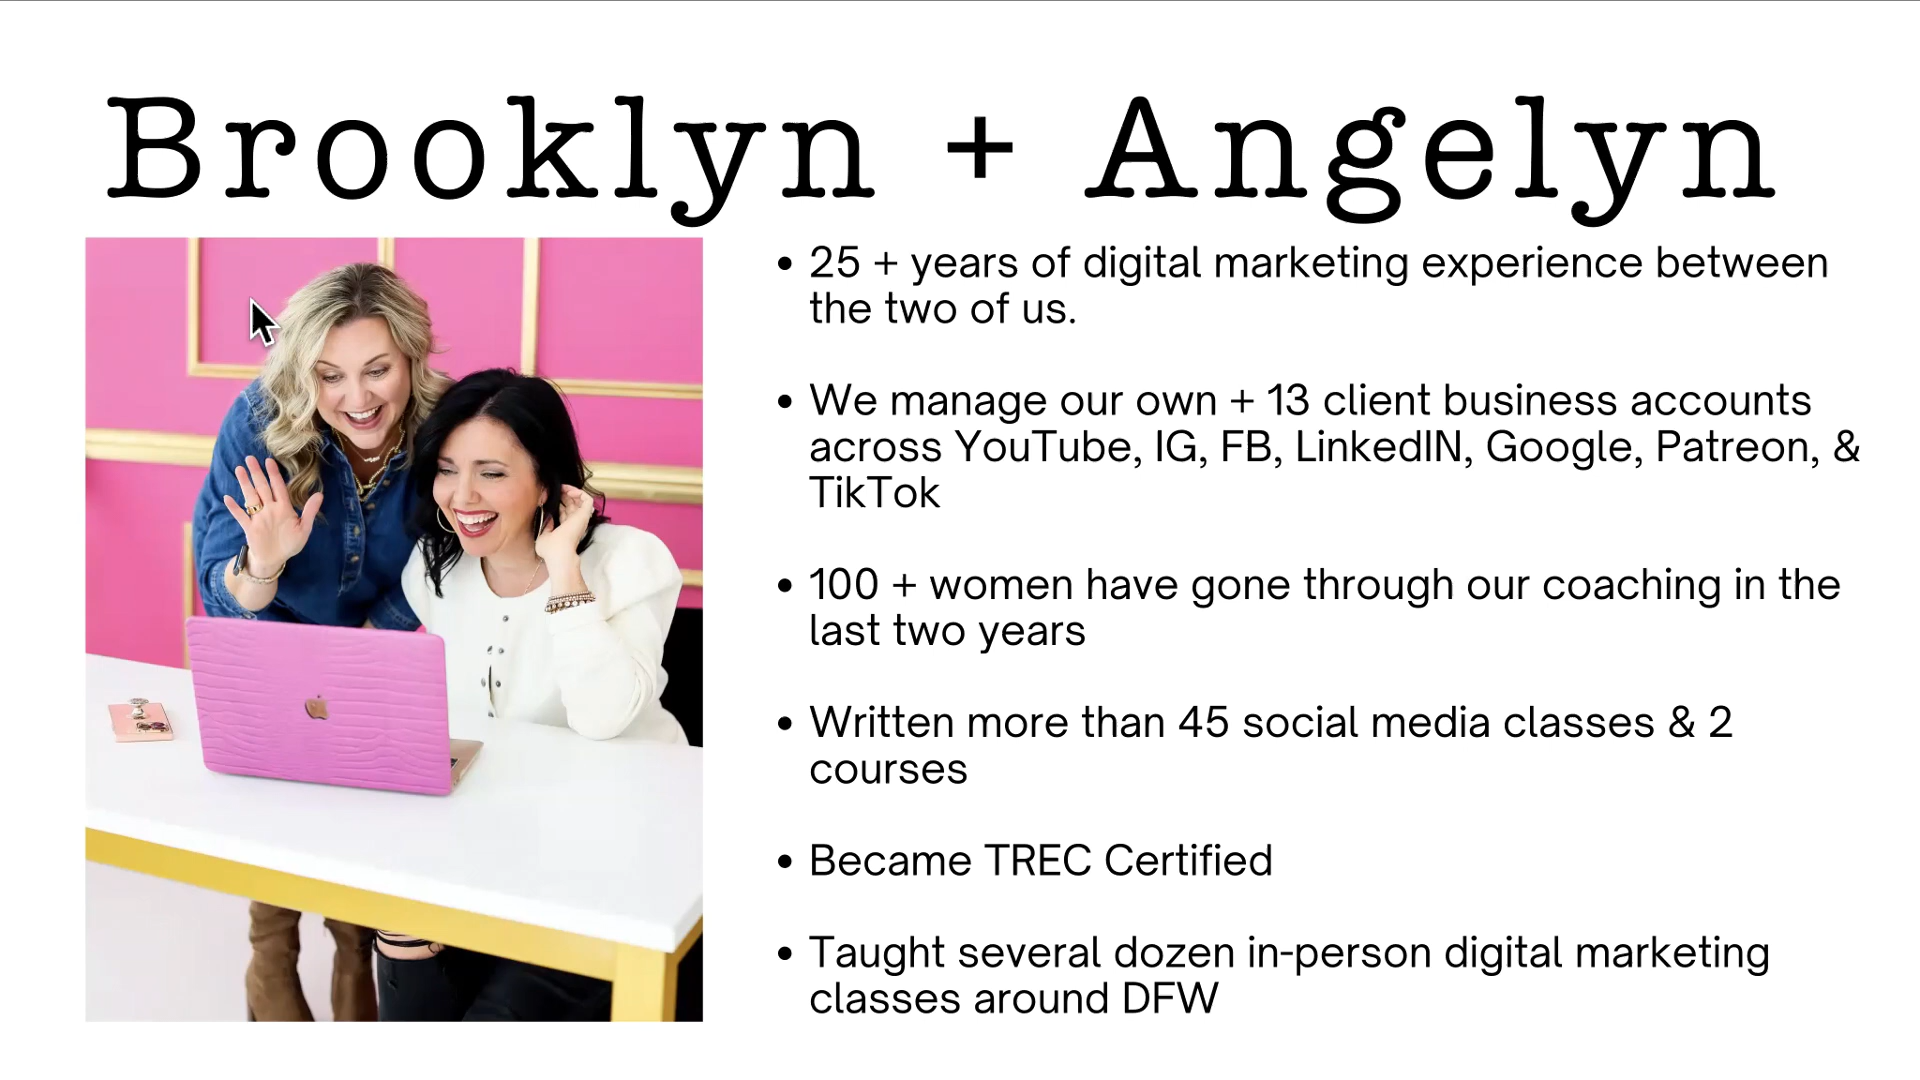 Brooklyn + Angelyn
• 25 + years of digital marketing experience between
the two of us.
• We manage our own + 13 client business accounts
across YouTube, IG, FB, LinkedIN, Google, Patreon, &
TikTok
• 100 + women have gone through our coaching in the
last two years
• Written more than 45 social media classes & 2
courses
• Became TREC Certified
• Taught several dozen in-person digital marketing
classes around DFW